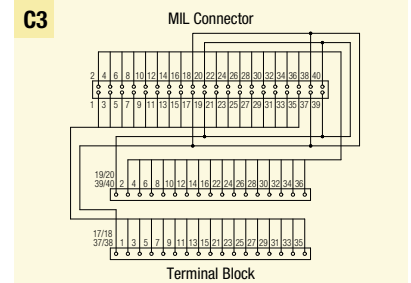 C3
MIL Connector
2 4 6 8 10 12 14 16 18 20 22 24 26 28 30 32 34 36 38 40
1 3 5 7 9 11 13 15 17 19 21 23 25 27 29 31 33 35 37 39
19/20
39/40 2 4 6 8 10 12 14 16 22 24 26 28 30 32 34 36
17/18
37/38 1 3 5 7 9 11 13 15 21 23 25 27 29 31 33 35
Terminal Block